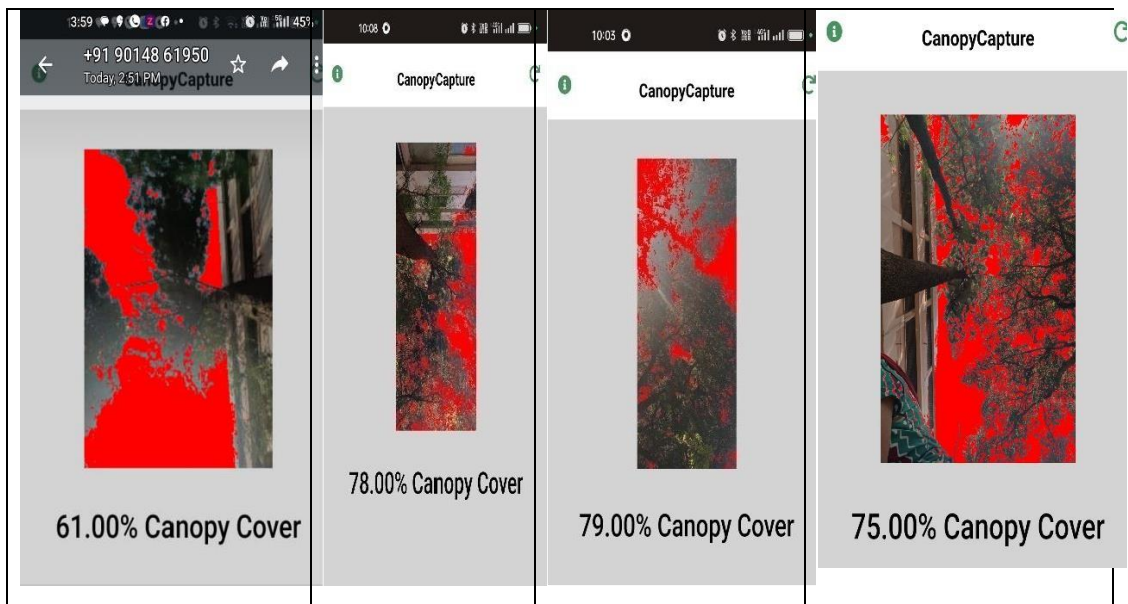 3:59
45%
+91 90148 61950
Today, 2:51 PM
CanopyCapture
61.00% Canopy Cover
10:08
CanopyCapture
78.00% Canopy Cover
10:03
CanopyCapture
79.00% Canopy Cover
CanopyCapture
75.00% Canopy Cover